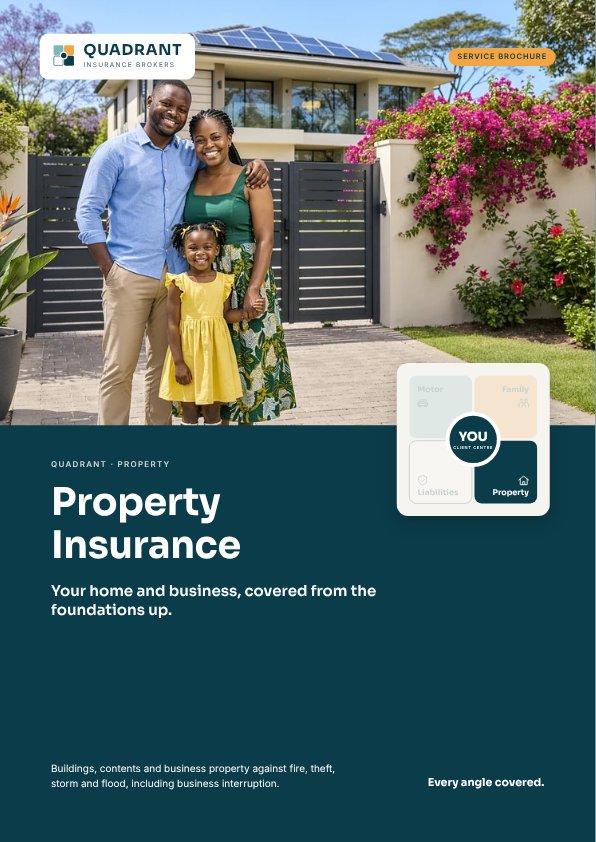 QUADRANT
INSURANCE BROKERS
SERVICE BROCHURE
Motor
Family
YOU
CLIENT CENTRE
Liabilities
Property
QUADRANT · PROPERTY
Property
Insurance
Your home and business, covered from the
foundations up.
Buildings, contents and business property against fire, theft,
storm and flood, including business interruption.
Every angle covered.